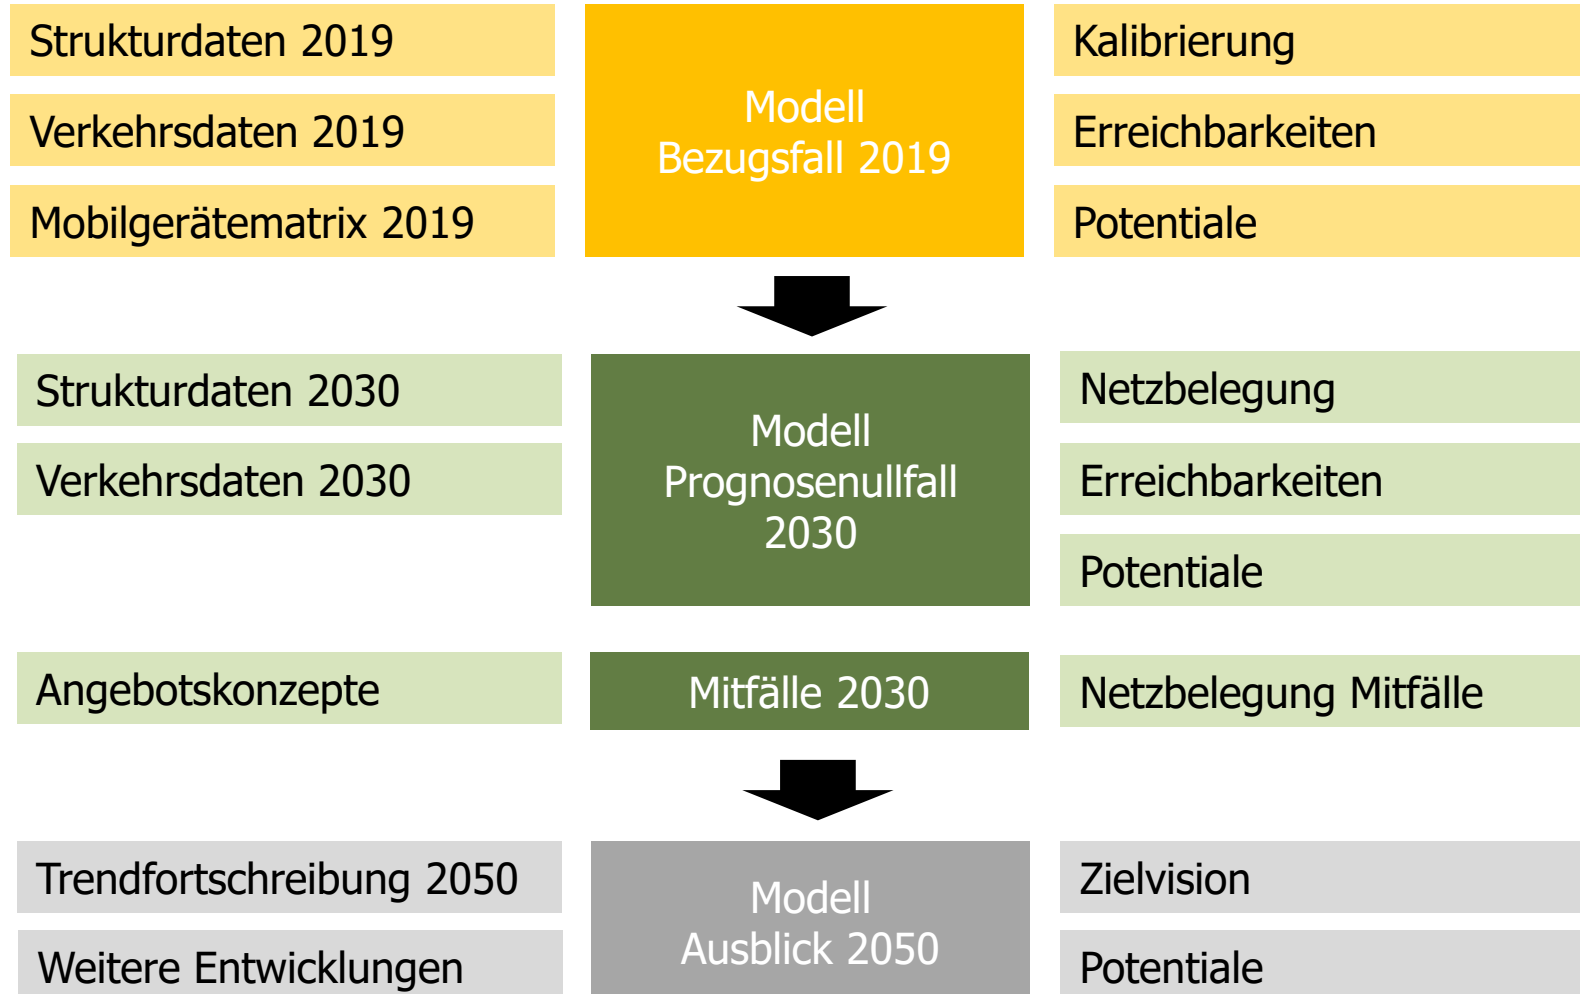 Strukturdaten 2019
Verkehrsdaten 2019
Mobilgerätematrix 2019
Modell
Bezugsfall 2019
Kalibrierung
Erreichbarkeiten
Potentiale
Strukturdaten 2030
Verkehrsdaten 2030
Modell
Prognosenullfall
2030
Netzbelegung
Erreichbarkeiten
Potentiale
Angebotskonzepte
Mitfälle 2030
Netzbelegung Mitfälle
Trendfortschreibung 2050
Weitere Entwicklungen
Modell
Ausblick 2050
Zielvision
Potentiale